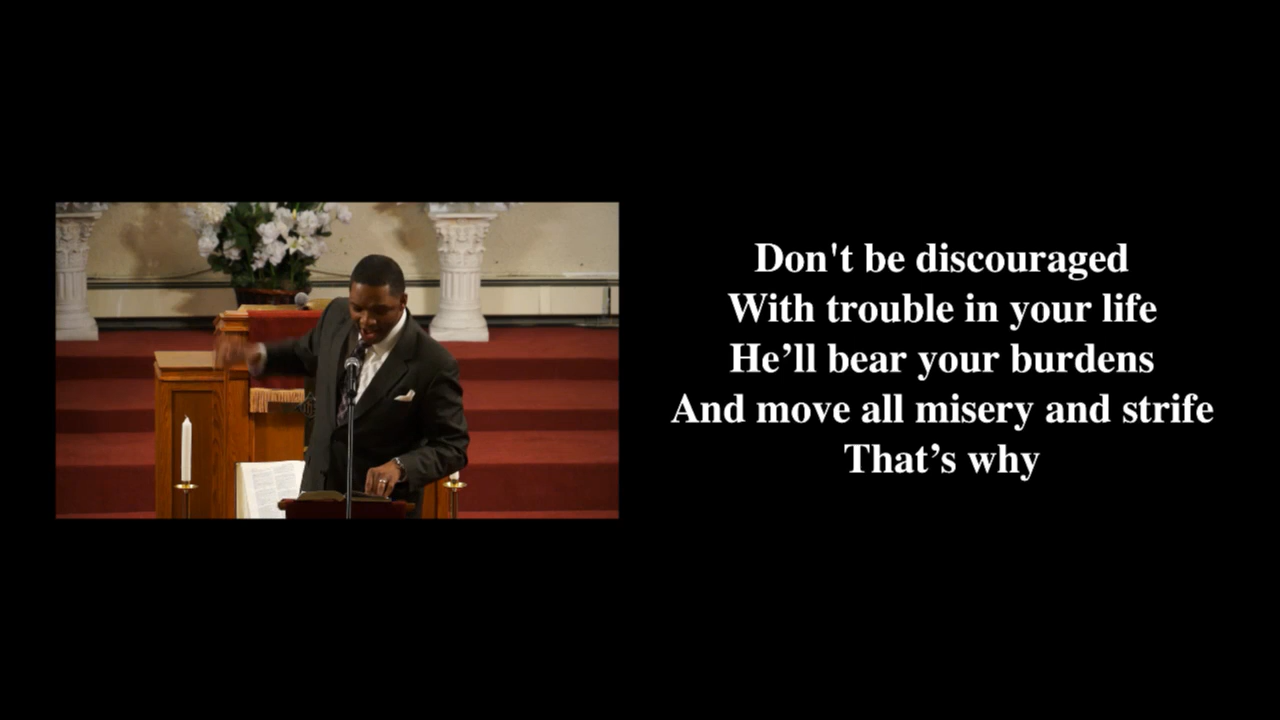 Don't be discouraged
With trouble in your life
He’ll bear your burdens
And move all misery and strife
That’s why